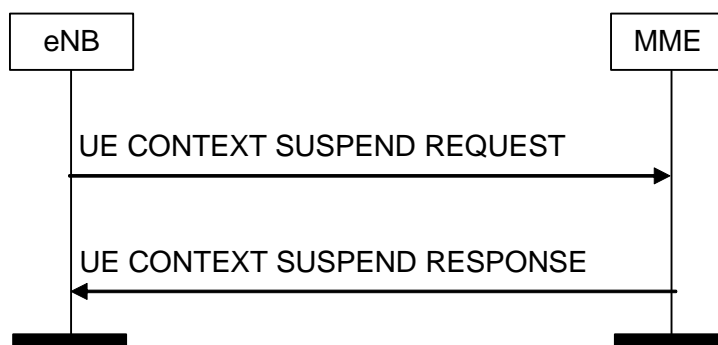 eNB
MME
UE CONTEXT SUSPEND REQUEST
UE CONTEXT SUSPEND RESPONSE